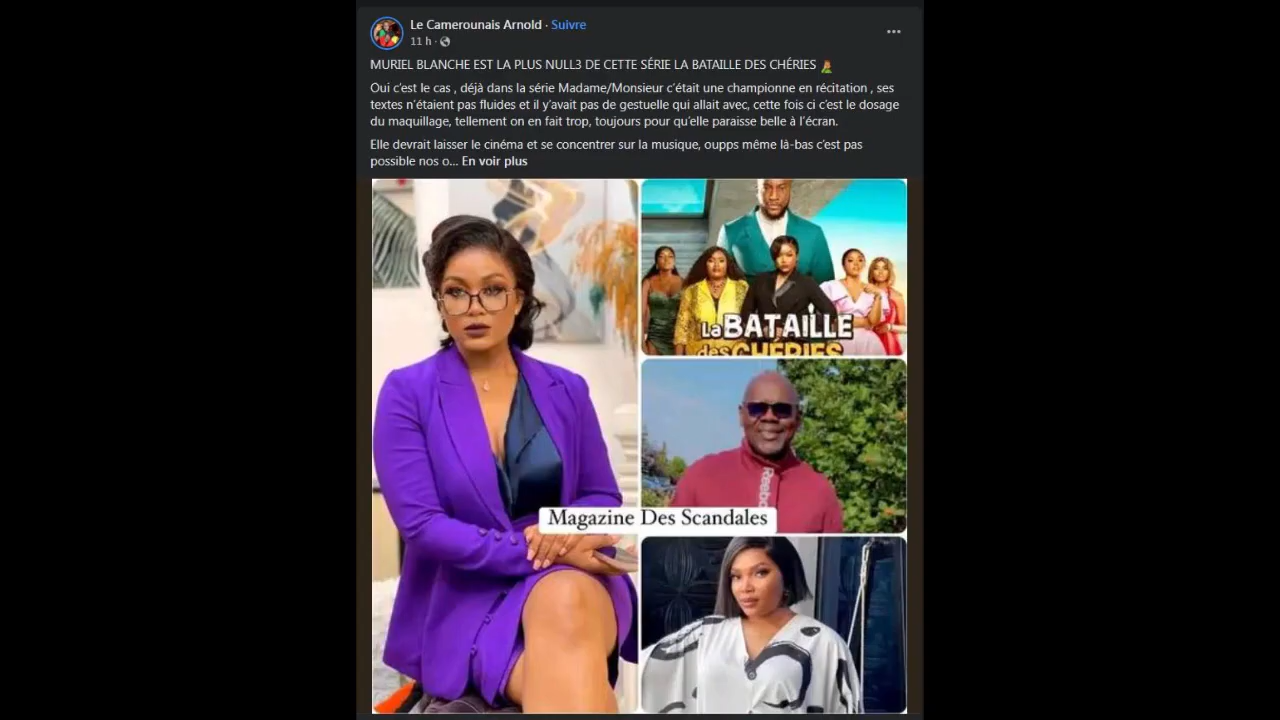 Le Camerounais Arnold · Suivre
11 h ·
MURIEL BLANCHE EST LA PLUS NULL3 DE CETTE SÉRIE LA BATAILLE DES CHÉRIES
Oui c'est le cas , déjà dans la série Madame/Monsieur c'était une championne en récitation , ses
textes n'étaient pas fluides et il y'avait pas de gestuelle qui allait avec, cette fois ci c'est le dosage
du maquillage, tellement on en fait trop, toujours pour qu'elle paraisse belle à l'écran.
Elle devrait laisser le cinéma et se concentrer sur la musique, oupps même là-bas c'est pas
possible nos o... En voir plus
La BATAILLE
des CHÉRIES
Reebo
Magazine Des Scandales